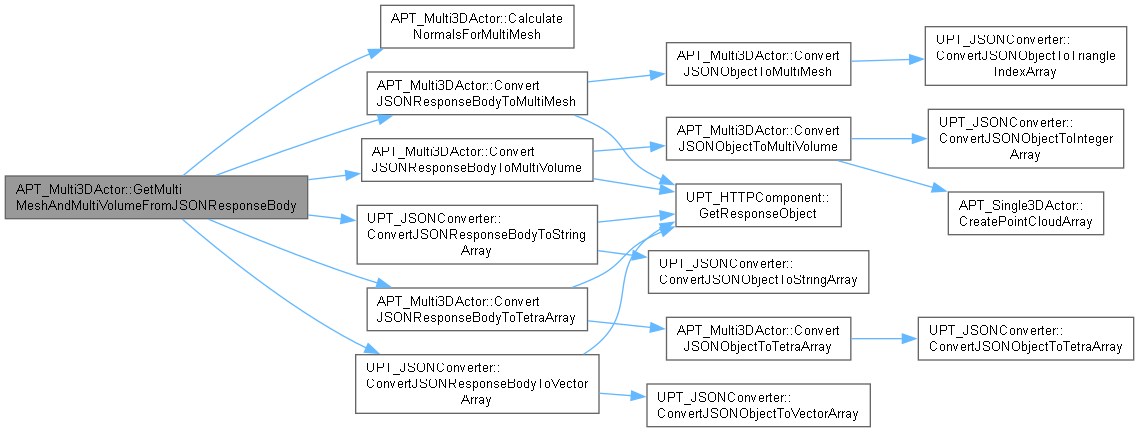 APT_Multi3DActor::GetMulti
MeshAndMultiVolumeFromJSONResponseBody
APT_Multi3DActor::Calculate
NormalsForMultiMesh
APT_Multi3DActor::Convert
JSONResponseBodyToMultiMesh
APT_Multi3DActor::Convert
JSONResponseBodyToMultiVolume
UPT_JSONConverter::
ConvertJSONResponseBodyToString
Array
APT_Multi3DActor::Convert
JSONResponseBodyToTetraArray
UPT_JSONConverter::
ConvertJSONResponseBodyToVector
Array
APT_Multi3DActor::Convert
JSONObjectToMultiMesh
APT_Multi3DActor::Convert
JSONObjectToMultiVolume
UPT_HTTPComponent::
GetResponseObject
UPT_JSONConverter::
ConvertJSONObjectToStringArray
APT_Multi3DActor::Convert
JSONObjectToTetraArray
UPT_JSONConverter::
ConvertJSONObjectToVectorArray
UPT_JSONConverter::
ConvertJSONObjectToTriangle
IndexArray
UPT_JSONConverter::
ConvertJSONObjectToInteger
Array
APT_Single3DActor::
CreatePointCloudArray
UPT_JSONConverter::
ConvertJSONObjectToTetraArray